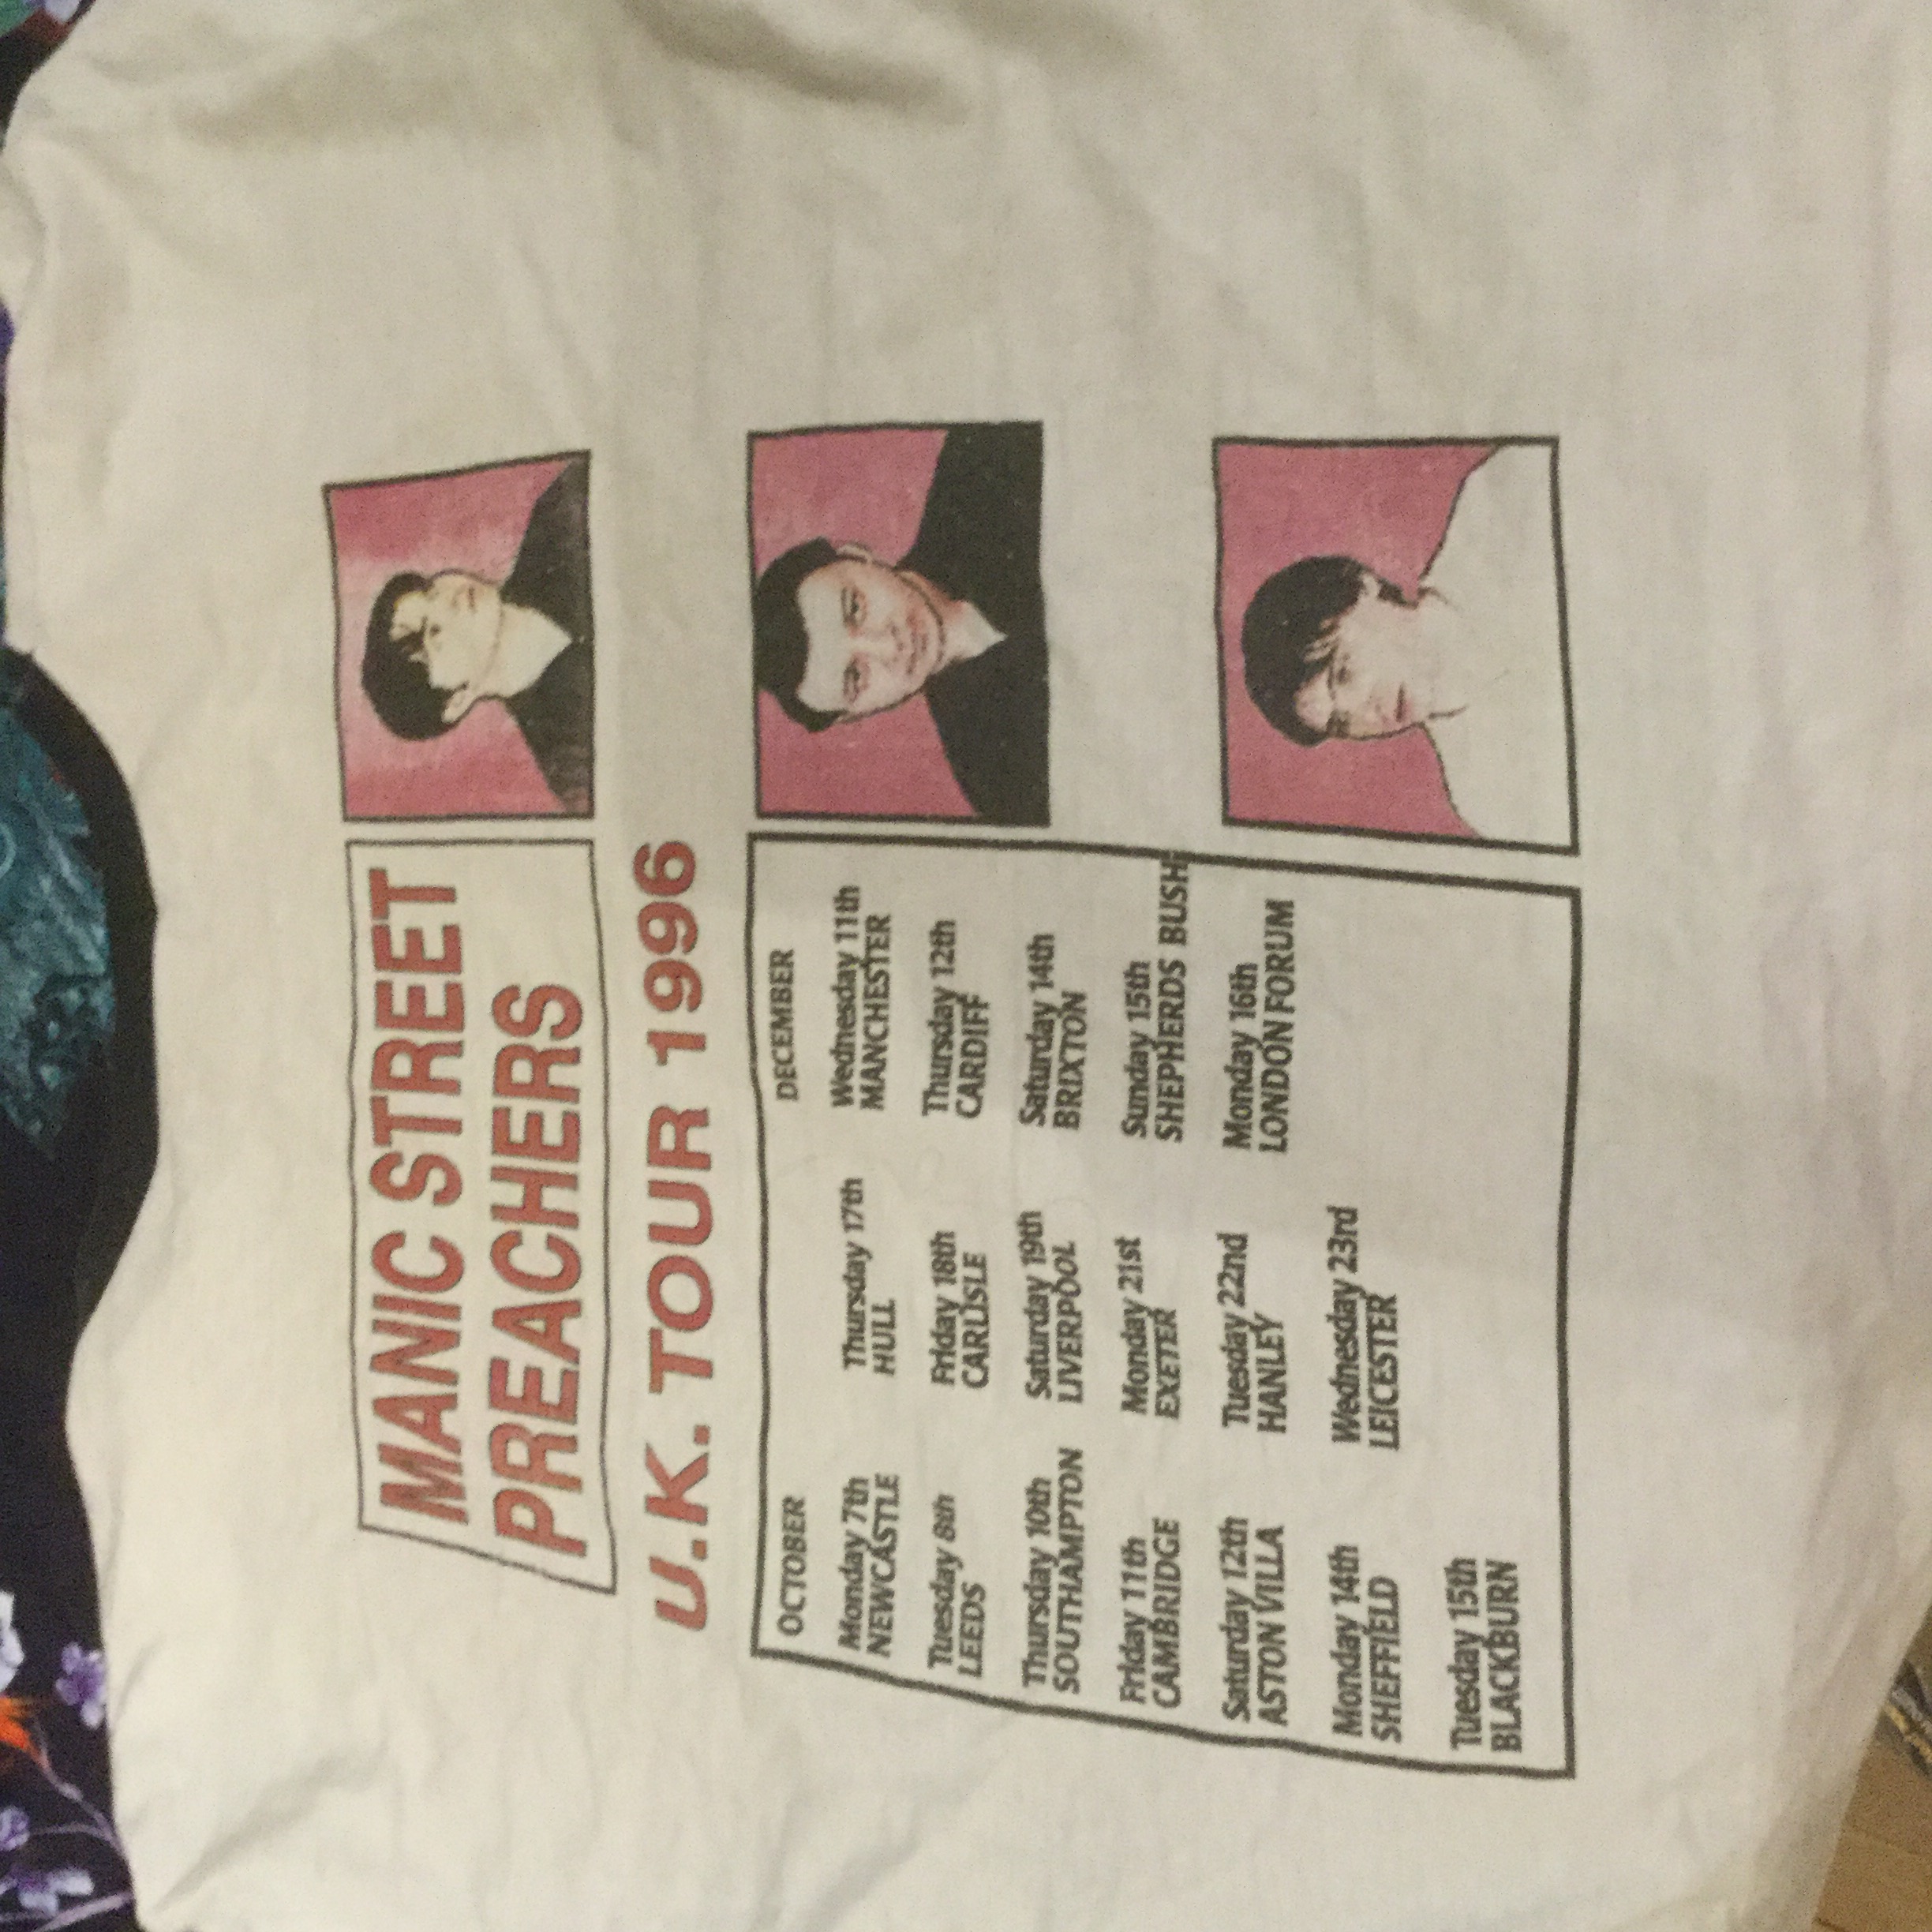 MANIC STREET
PREACHERS
U.K. TOUR 1996
OCTOBER
Monday 7th
NEWCASTLE
Tuesday 8th
LEEDS
Thursday 10th
SOUTHAMPTON
Friday 11th
CAMBRIDGE
Saturday 12th
ASTON VILLA
Monday 14th
SHEFFIELD
Tuesday 15th
BLACKBURN
Thursday 17th
HULL
Friday 18th
CARLISLE
Saturday 19th
LIVERPOOL
Monday 21st
EXETER
Tuesday 22nd
HANLEY
Wednesday 23rd
LEICESTER
DECEMBER
Wednesday 11th
MANCHESTER
Thursday 12th
CARDIFF
Saturday 14th
BRIXTON
Sunday 15th
SHEPHERDS BUSH
Monday 16th
LONDON FORUM